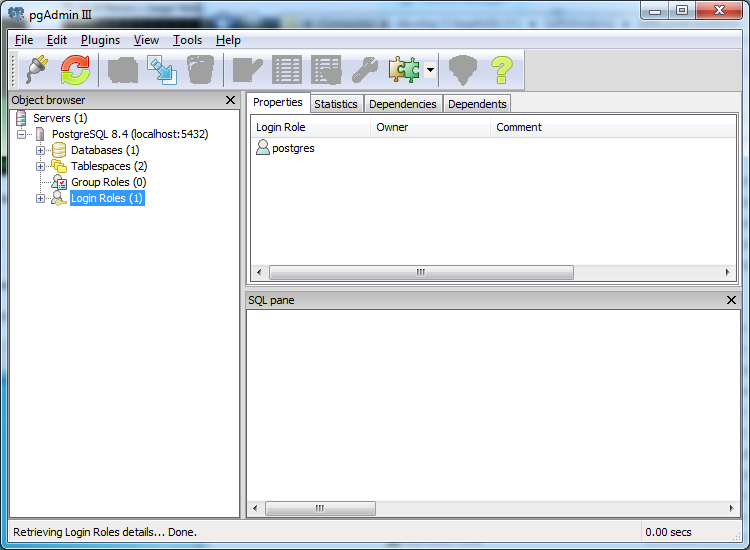 pgAdmin III
File Edit Plugins View Tools Help
Object browser
Servers (1)
PostgreSQL 8.4 (localhost:5432)
Databases (1)
Tablespaces (2)
Group Roles (0)
Login Roles (1)
Properties Statistics Dependencies Dependents
Login Role Owner Comment
postgres
SQL pane
Retrieving Login Roles details... Done. 0.00 secs